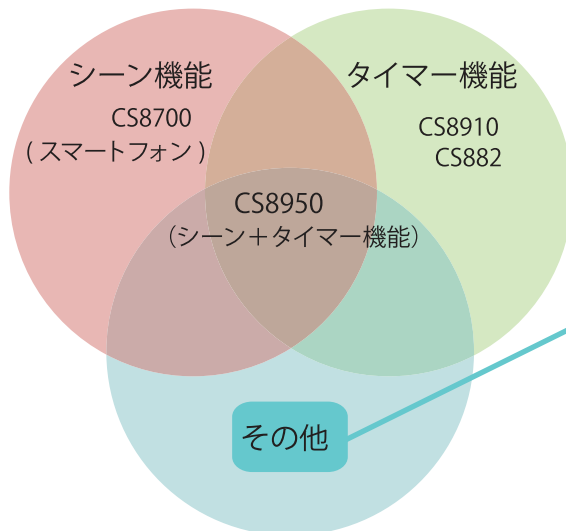 シーン機能
CS8700
( スマートフォン )
タイマー機能
CS8910
CS882
CS8950
（シーン＋タイマー機能）
その他